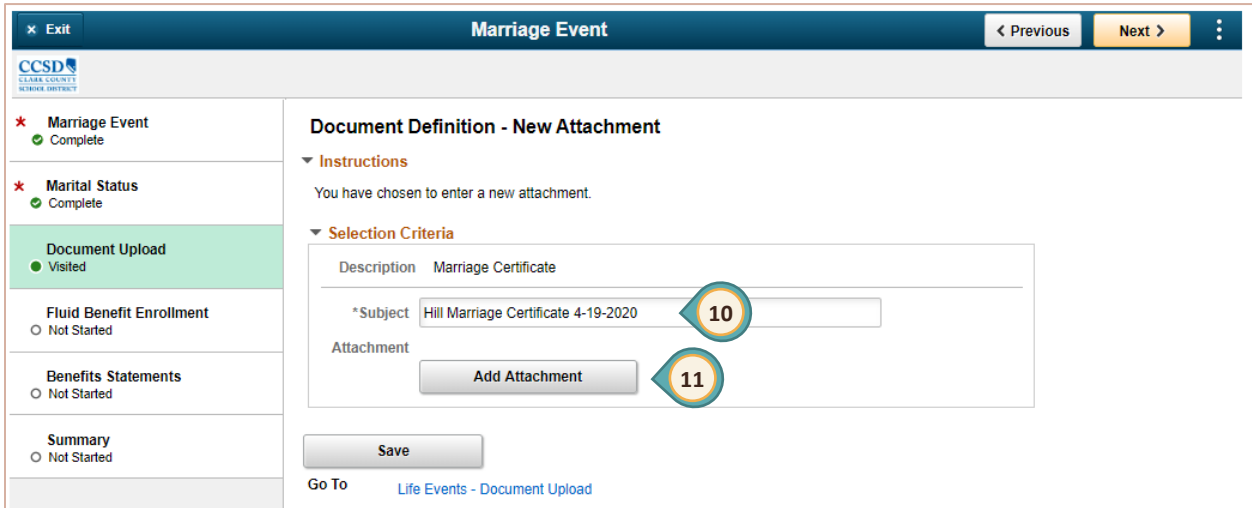 × Exit
Marriage Event
< Previous
Next >
CCSD
CLARK COUNTY
SCHOOL DISTRICT
* Marriage Event
Complete
* Marital Status
Complete
Document Upload
Visited
Fluid Benefit Enrollment
Not Started
Benefits Statements
Not Started
Summary
Not Started
Document Definition - New Attachment
Instructions
You have chosen to enter a new attachment.
Selection Criteria
Description Marriage Certificate
*Subject Hill Marriage Certificate 4-19-2020
10
Attachment
Add Attachment
11
Save
Go To Life Events - Document Upload